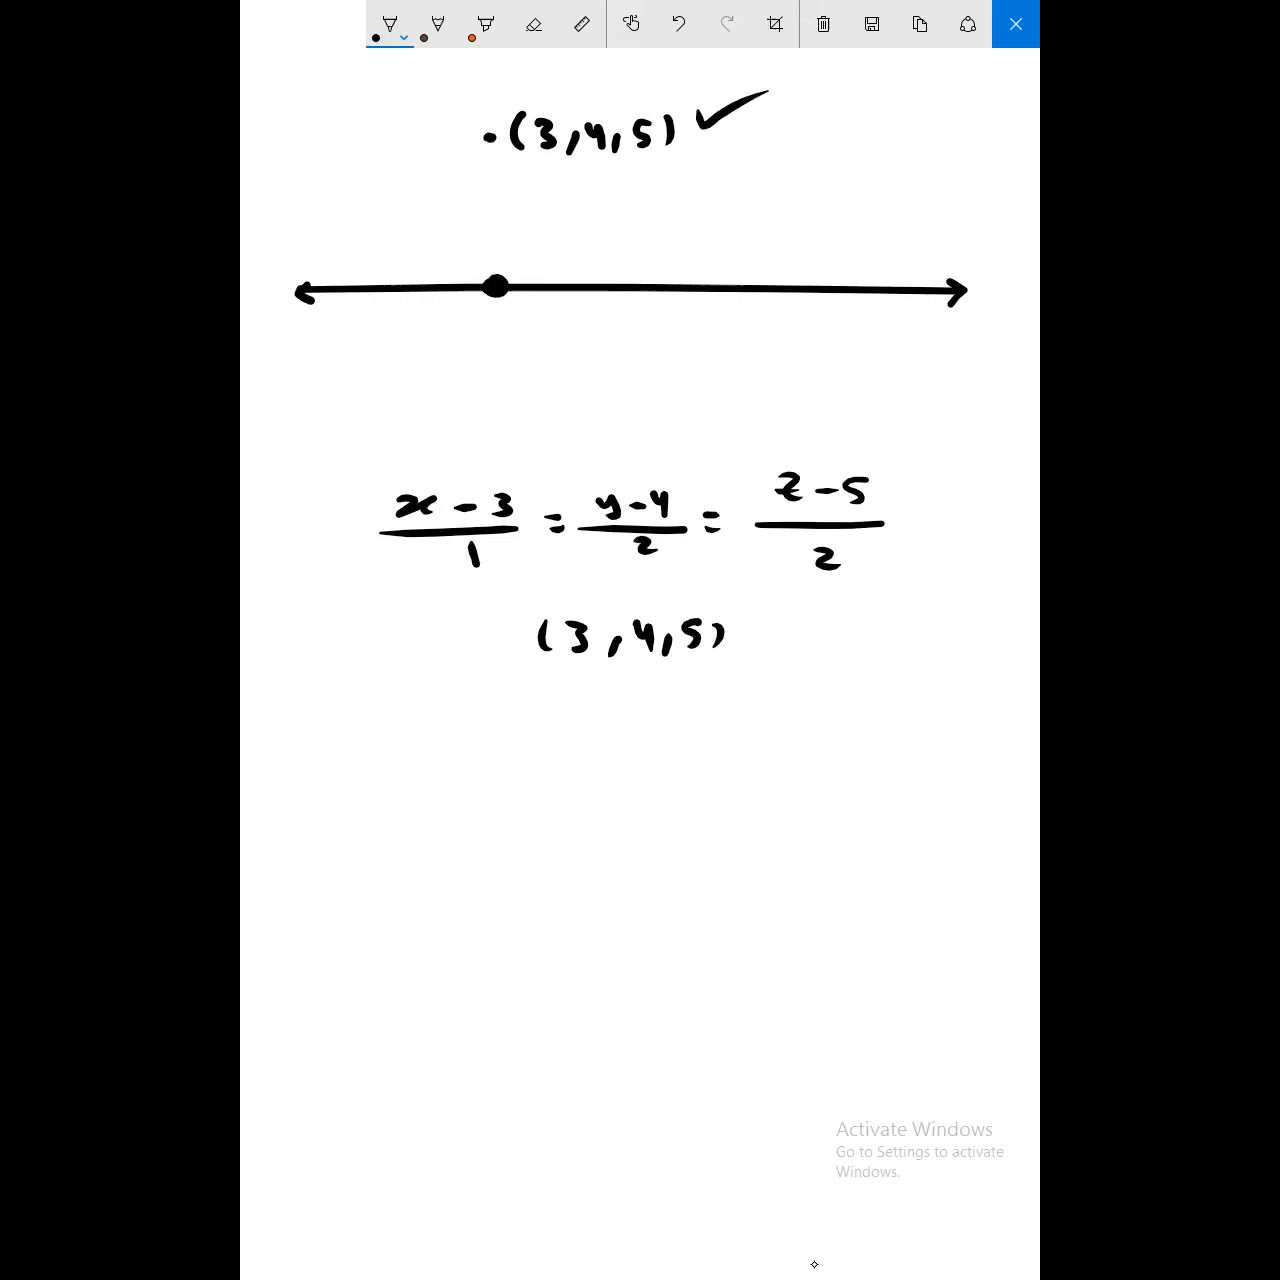 .(3,4,5) ✓
x-3/1 = y-4/2 = z-5/2
(3,4,5)
Activate Windows
Go to Settings to activate
Windows.